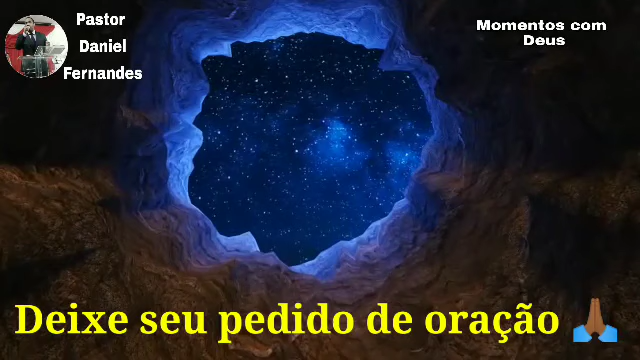 Pastor
Daniel
Fernandes
Momentos com
Deus
Deixe seu pedido de oração 🙏🏾